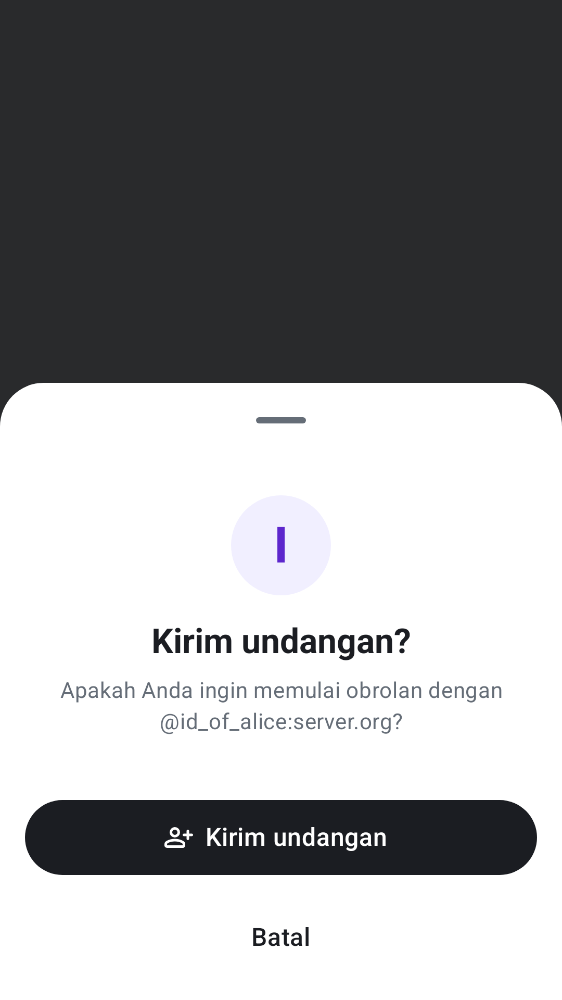 I
Kirim undangan?
Apakah Anda ingin memulai obrolan dengan
@id_of_alice:server.org?
Kirim undangan
Batal